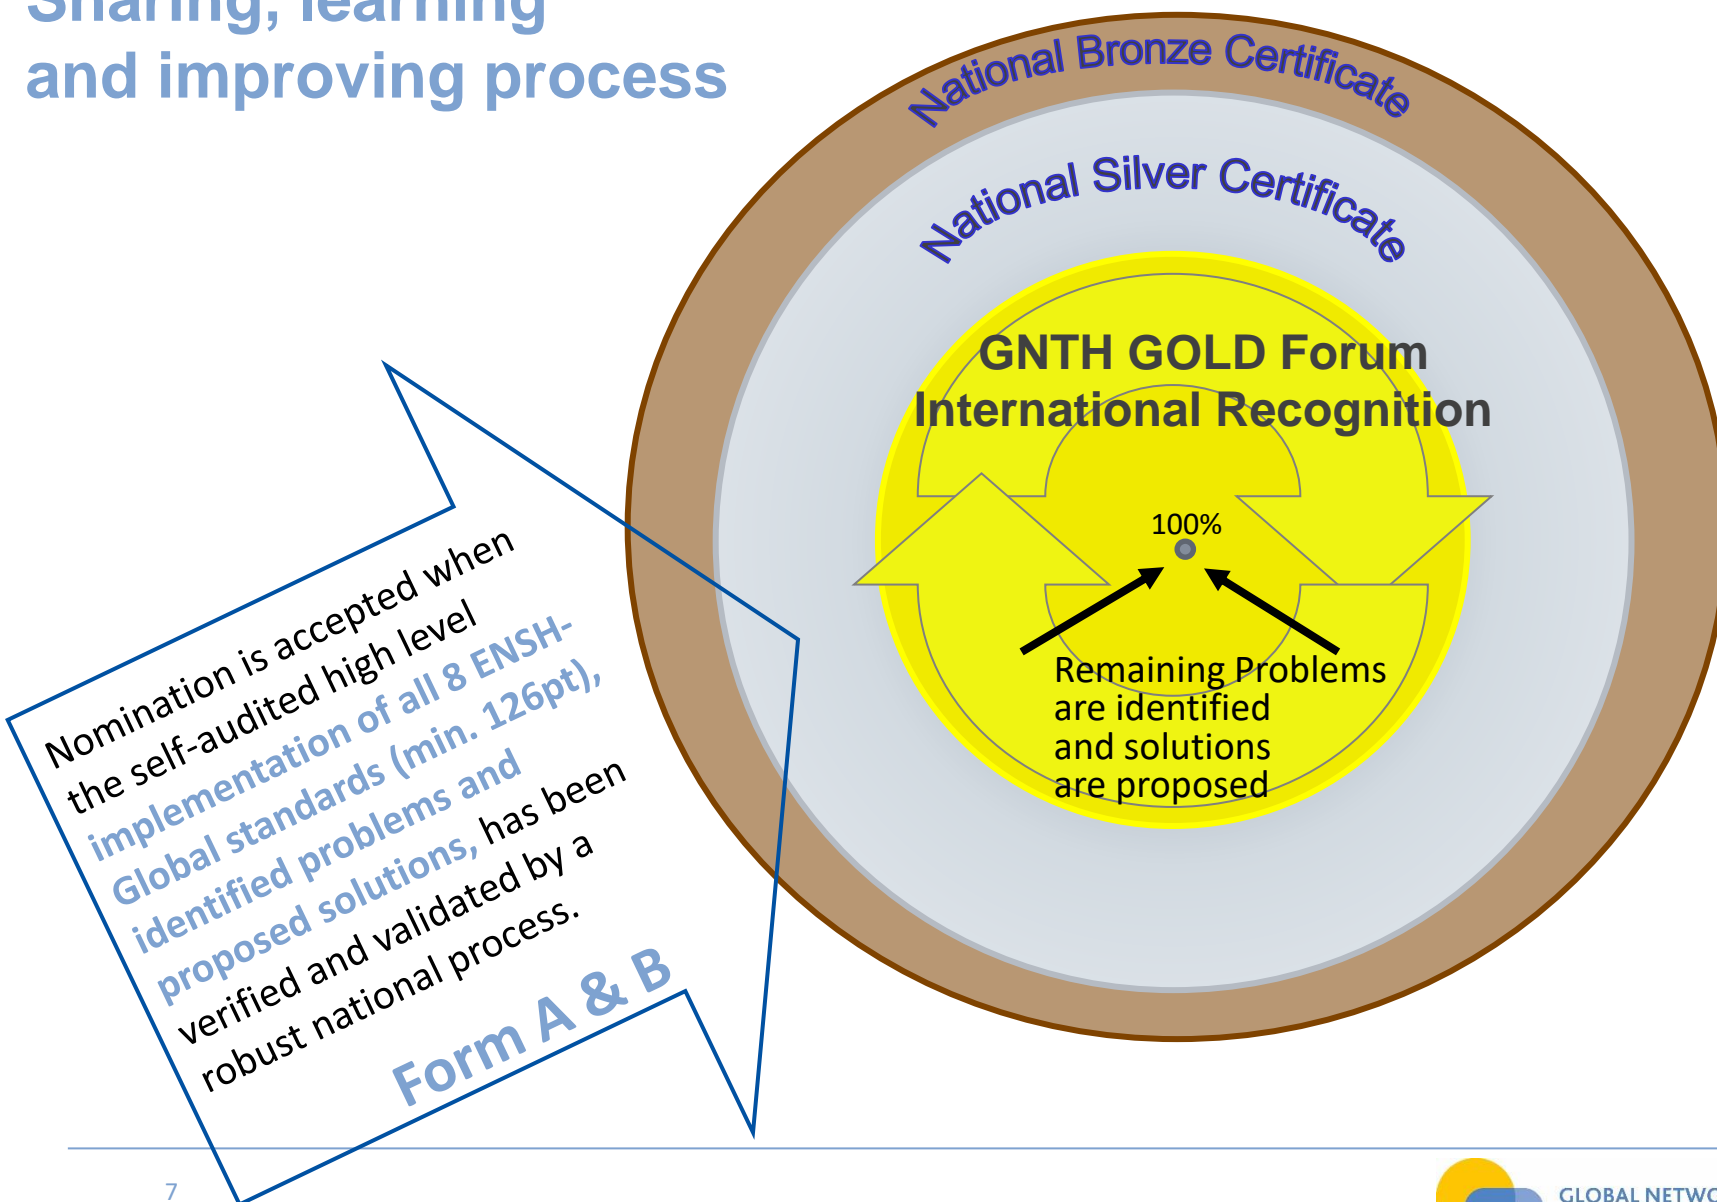 Sharing, learning
and improving process
National Bronze Certificate
National Silver Certificate
GNTH GOLD Forum
International Recognition
100%
Remaining Problems
are identified
and solutions
are proposed
Nomination is accepted when
the self-audited high level
implementation of all 8 ENSH-
Global standards (min. 126pt),
identified problems and
proposed solutions, has been
verified and validated by a
robust national process.
Form A & B
7
GLOBAL